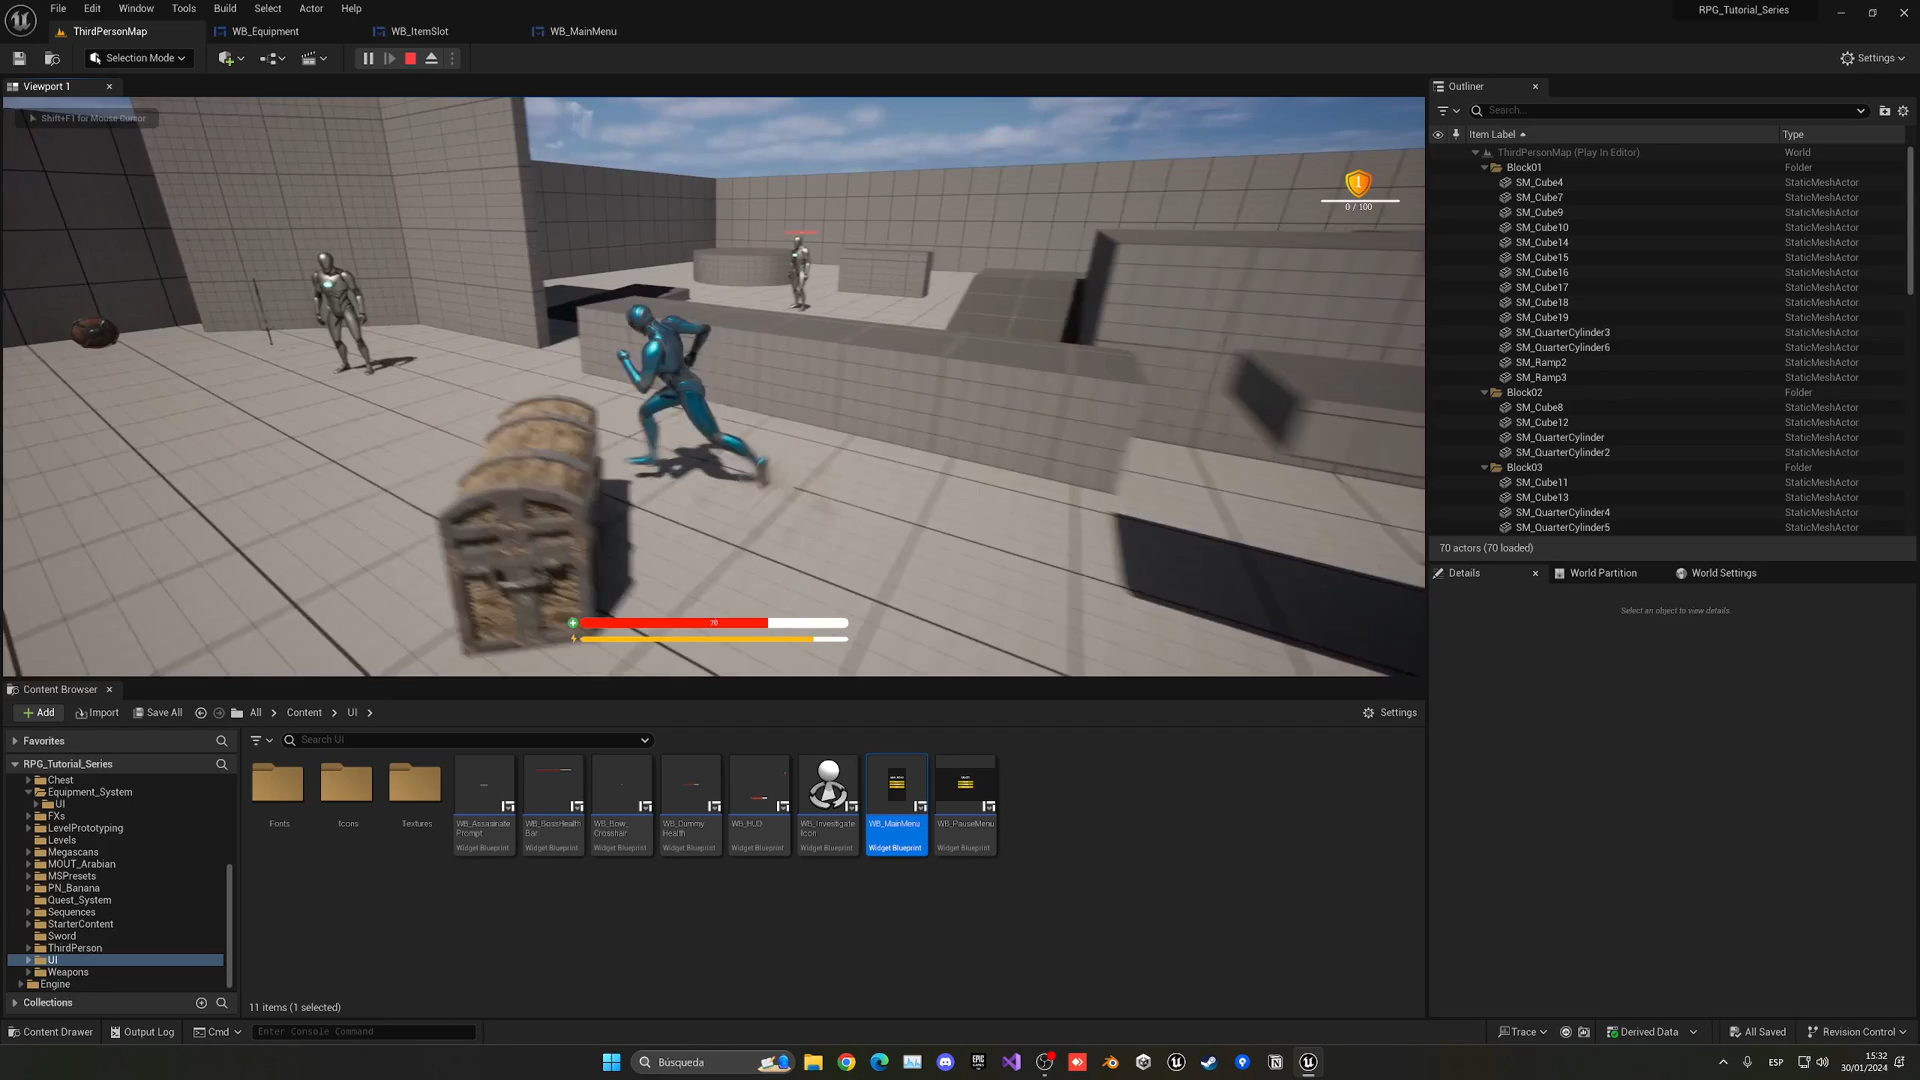 File Edit Window Tools Build Select Actor Help
RPG_Tutorial_Series
ThirdPersonMap
WB_Equipment
WB_ItemSlot
WB_MainMenu
Selection Mode
Settings
Viewport 1
Shift+F1 for Mouse Cursor
1
0 / 100
70
Outliner
Search...
Item Label
Type
ThirdPersonMap (Play In Editor) World
Block01 Folder
SM_Cube4 StaticMeshActor
SM_Cube7 StaticMeshActor
SM_Cube9 StaticMeshActor
SM_Cube10 StaticMeshActor
SM_Cube14 StaticMeshActor
SM_Cube15 StaticMeshActor
SM_Cube16 StaticMeshActor
SM_Cube17 StaticMeshActor
SM_Cube18 StaticMeshActor
SM_Cube19 StaticMeshActor
SM_QuarterCylinder3 StaticMeshActor
SM_QuarterCylinder6 StaticMeshActor
SM_Ramp2 StaticMeshActor
SM_Ramp3 StaticMeshActor
Block02 Folder
SM_Cube8 StaticMeshActor
SM_Cube12 StaticMeshActor
SM_QuarterCylinder StaticMeshActor
SM_QuarterCylinder2 StaticMeshActor
Block03 Folder
SM_Cube11 StaticMeshActor
SM_Cube13 StaticMeshActor
SM_QuarterCylinder4 StaticMeshActor
SM_QuarterCylinder5 StaticMeshActor
70 actors (70 loaded)
Details
World Partition
World Settings
Select an object to view details.
Content Browser
Add Import Save All All Content UI Settings
Favorites
Search UI
RPG_Tutorial_Series
Chest
Equipment_System
UI
FXs
LevelPrototyping
Levels
Megascans
MOUT_Arabian
MSPresets
PN_Banana
Quest_System
Sequences
StarterContent
Sword
ThirdPerson
UI
Weapons
Engine
Collections
Fonts
Icons
Textures
WB_Assasinate Prompt
Widget Blueprint
WB_BossHealth Bar
Widget Blueprint
WB_Bow_ Crosshair
Widget Blueprint
WB_Dummy Health
Widget Blueprint
WB_HUD
Widget Blueprint
WB_Investigate Icon
Widget Blueprint
WB_MainMenu
Widget Blueprint
WB_PauseMenu
Widget Blueprint
11 items (1 selected)
Content Drawer Output Log Cmd Enter Console Command
Trace Derived Data All Saved Revision Control
Búsqueda
EPIC
ESP
15:32
30/01/2024